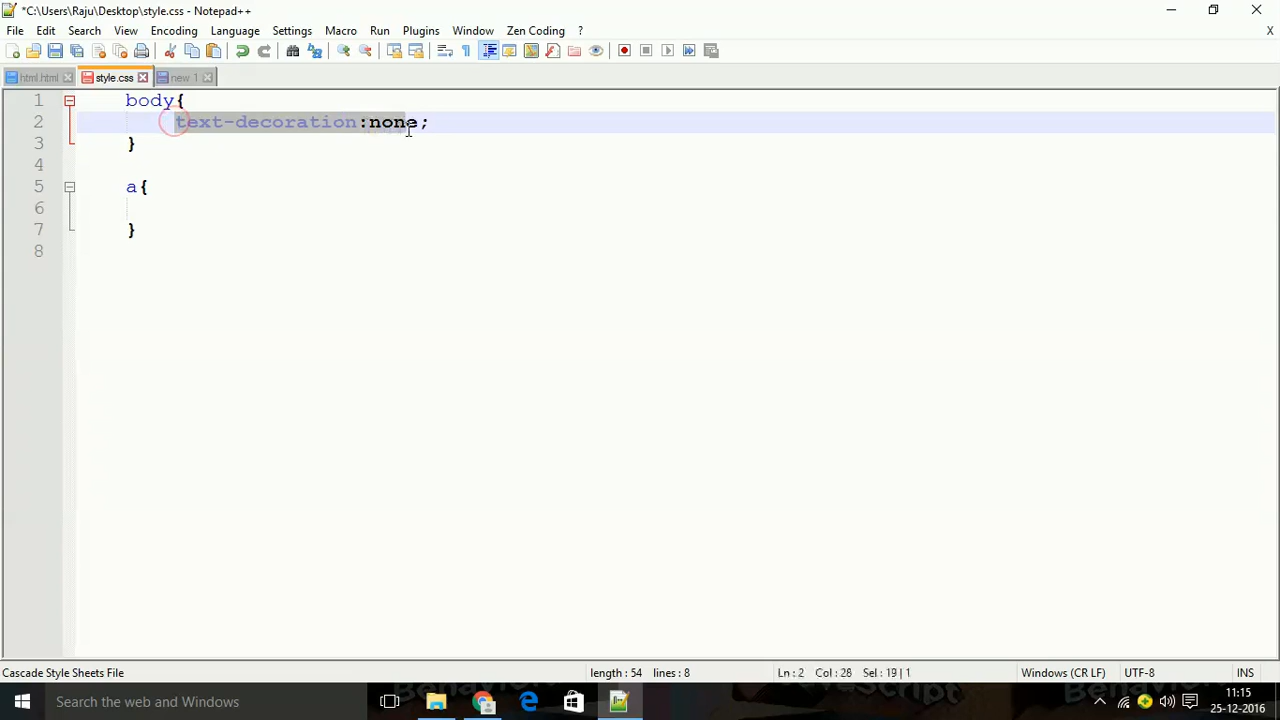 *C:\Users\Raju\Desktop\style.css - Notepad++
File Edit Search View Encoding Language Settings Macro Run Plugins Window Zen Coding ? X
html.html style.css new 1
1 body{
2 text-decoration:none;
3 }
4
5 a{
6
7 }
8
Cascade Style Sheets File length : 54 lines : 8 Ln : 2 Col : 28 Sel : 19 | 1 Windows (CR LF) UTF-8 INS
Search the web and Windows 11:15
25-12-2016